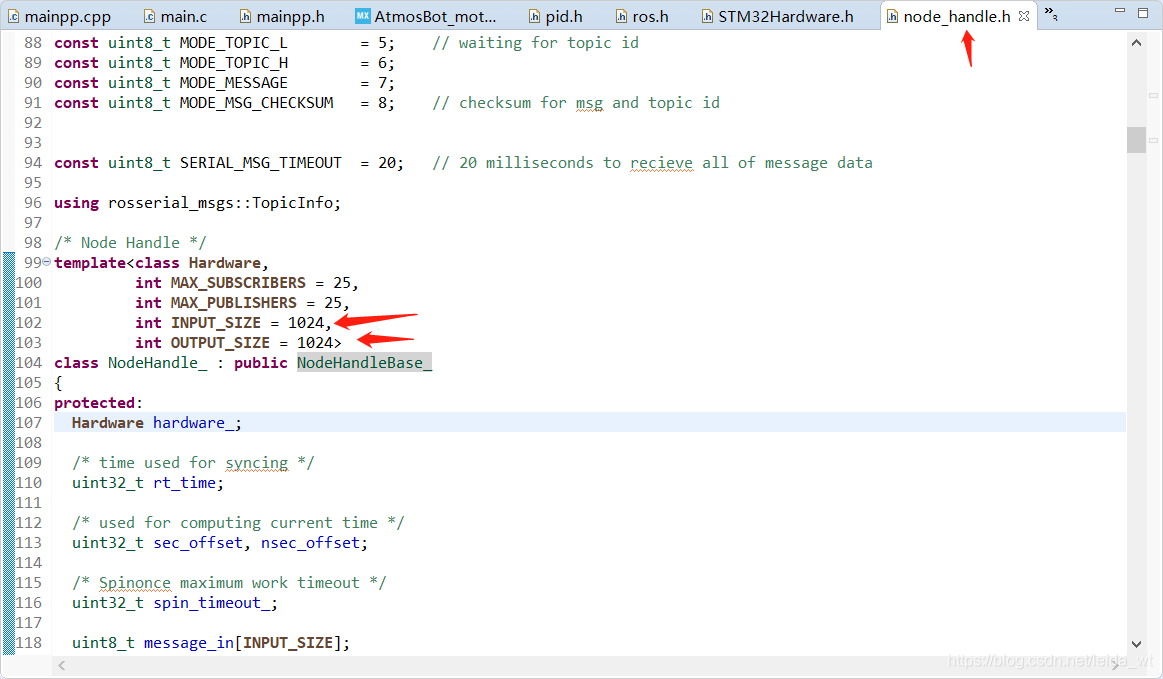 mainpp.cpp main.c mainpp.h MX AtmosBot_mot... pid.h ros.h STM32Hardware.h node_handle.h »3
88 const uint8_t MODE_TOPIC_L = 5; // waiting for topic id
89 const uint8_t MODE_TOPIC_H = 6;
90 const uint8_t MODE_MESSAGE = 7;
91 const uint8_t MODE_MSG_CHECKSUM = 8; // checksum for msg and topic id
92
93
94 const uint8_t SERIAL_MSG_TIMEOUT = 20; // 20 milliseconds to recieve all of message data
95
96 using rosserial_msgs::TopicInfo;
97
98 /* Node Handle */
99 template<class Hardware,
100 int MAX_SUBSCRIBERS = 25,
101 int MAX_PUBLISHERS = 25,
102 int INPUT_SIZE = 1024,
103 int OUTPUT_SIZE = 1024>
104 class NodeHandle_ : public NodeHandleBase_
105 {
106 protected:
107 Hardware hardware_;
108
109 /* time used for syncing */
110 uint32_t rt_time;
111
112 /* used for computing current time */
113 uint32_t sec_offset, nsec_offset;
114
115 /* Spinonce maximum work timeout */
116 uint32_t spin_timeout_;
117
118 uint8_t message_in[INPUT_SIZE];
https://blog.csdn.net/leida_wt